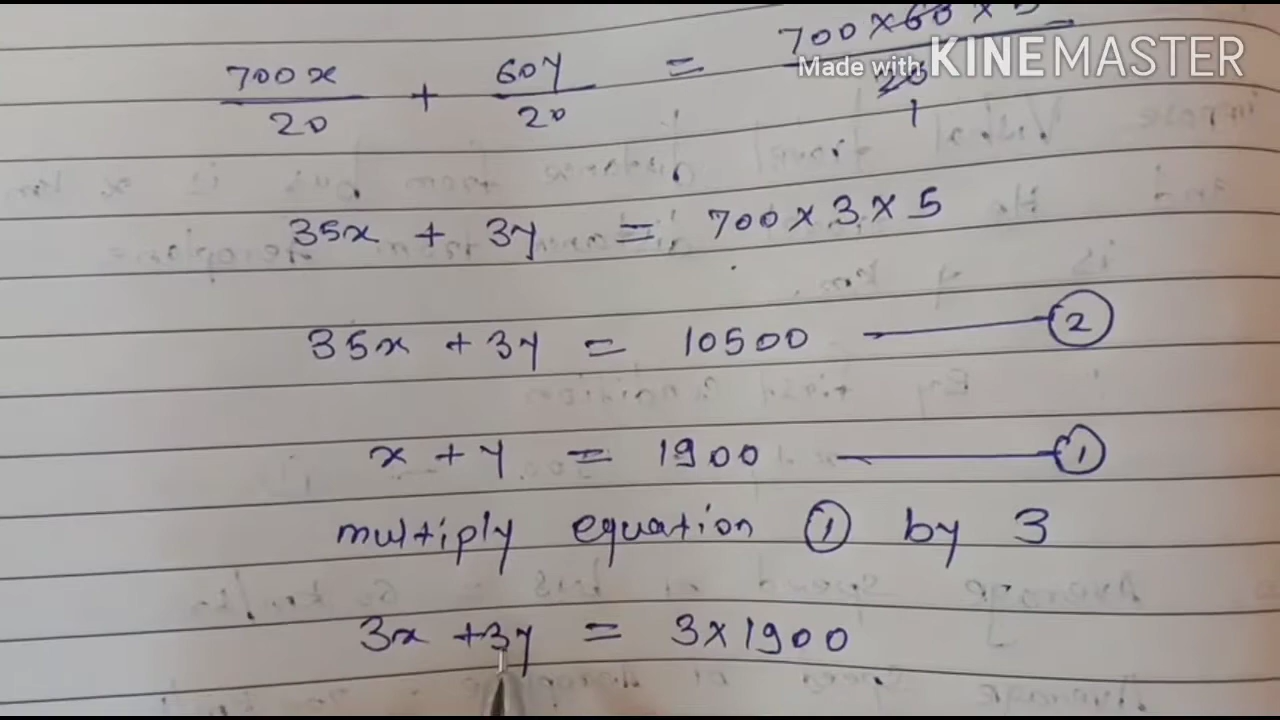 700x/20 + 60y/20 = 700×60×5/20
1
Made with KINEMASTER
35x + 3y = 700 × 3 × 5
35x + 3y = 10500 —— ②
x + y = 1900 —— ①
multiply equation ① by 3
3x + 3y = 3×1900